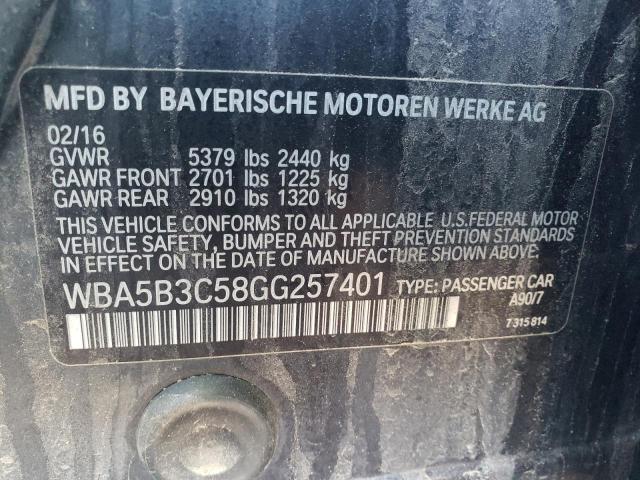 MFD BY BAYERISCHE MOTOREN WERKE AG
02/16
GVWR 5379 lbs 2440 kg
GAWR FRONT 2701 lbs 1225 kg
GAWR REAR 2910 lbs 1320 kg
THIS VEHICLE CONFORMS TO ALL APPLICABLE U.S.FEDERAL MOTOR
VEHICLE SAFETY, BUMPER AND THEFT PREVENTION STANDARDS
IN EFFECT ON THE DATE OF MANUFACTURE SHOWN ABOVE.
WBA5B3C58GG257401 TYPE: PASSENGER CAR
A90/7
7 315 814